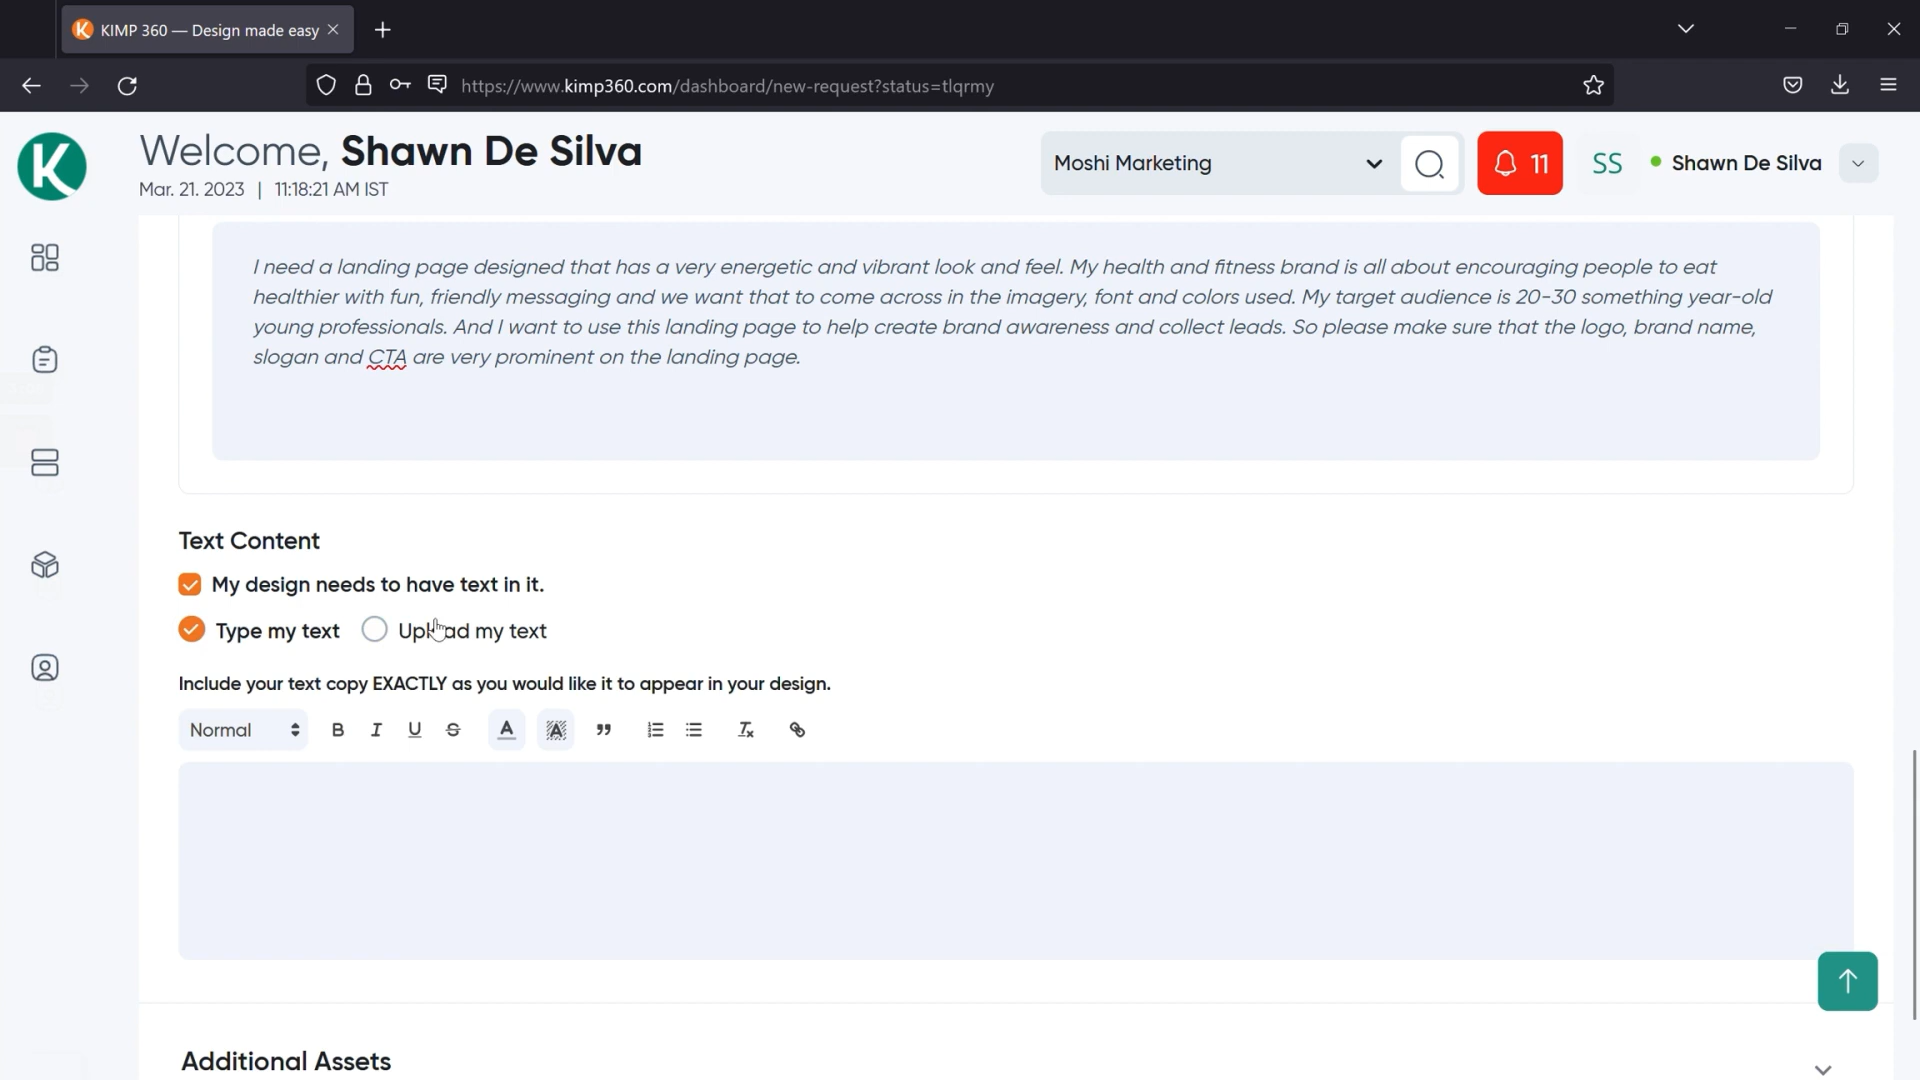 KIMP 360 — Design made easy
https://www.kimp360.com/dashboard/new-request?status=tlqrmy
K
Welcome, Shawn De Silva
Mar. 21. 2023 | 11:18:21 AM IST
Moshi Marketing
11
SS
Shawn De Silva
I need a landing page designed that has a very energetic and vibrant look and feel. My health and fitness brand is all about encouraging people to eat
healthier with fun, friendly messaging and we want that to come across in the imagery, font and colors used. My target audience is 20-30 something year-old
young professionals. And I want to use this landing page to help create brand awareness and collect leads. So please make sure that the logo, brand name,
slogan and CTA are very prominent on the landing page.
Text Content
My design needs to have text in it.
Type my text
Upload my text
Include your text copy EXACTLY as you would like it to appear in your design.
Normal
Additional Assets